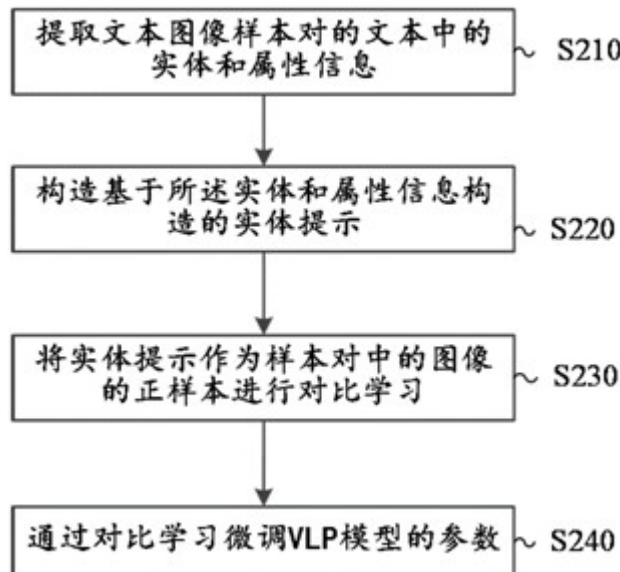 提取文本图像样本对的文本中的
实体和属性信息
S210
构造基于所述实体和属性信息构
造的实体提示
S220
将实体提示作为样本对中的图像
的正样本进行对比学习
S230
通过对比学习微调VLP模型的参数
S240